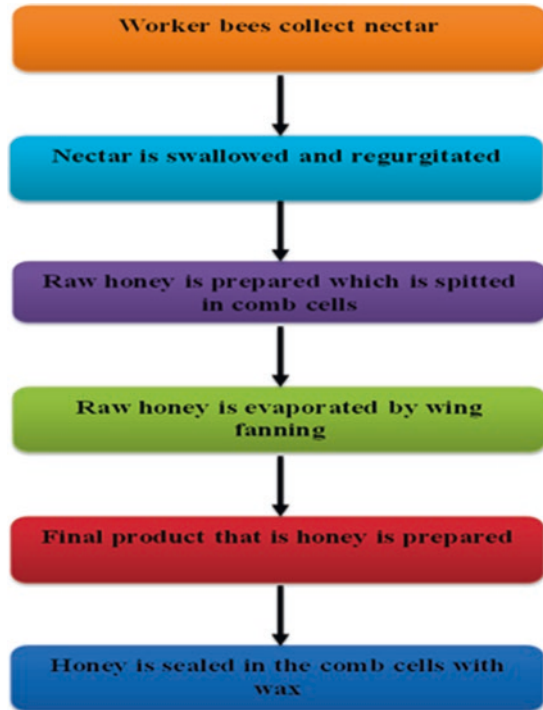 Worker bees collect nectar
Nectar is swallowed and regurgitated
Raw honey is prepared which is spitted
in comb cells
Raw honey is evaporated by wing
fanning
Final product that is honey is prepared
Honey is sealed in the comb cells with
wax